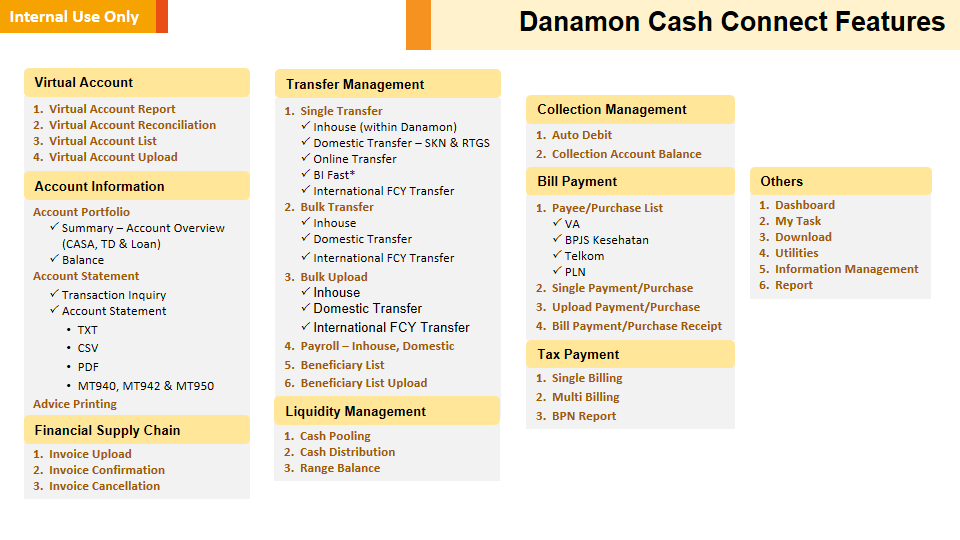 Internal Use Only
Danamon Cash Connect Features
Virtual Account
1. Virtual Account Report
2. Virtual Account Reconciliation
3. Virtual Account List
4. Virtual Account Upload
Account Information
Account Portfolio
✓ Summary – Account Overview
(CASA, TD & Loan)
✓ Balance
Account Statement
✓ Transaction Inquiry
✓ Account Statement
• TXT
• CSV
• PDF
• MT940, MT942 & MT950
Advice Printing
Financial Supply Chain
1. Invoice Upload
2. Invoice Confirmation
3. Invoice Cancellation
Transfer Management
1. Single Transfer
✓ Inhouse (within Danamon)
✓ Domestic Transfer – SKN & RTGS
✓ Online Transfer
✓ BI Fast*
✓ International FCY Transfer
2. Bulk Transfer
✓ Inhouse
✓ Domestic Transfer
✓ International FCY Transfer
3. Bulk Upload
✓ Inhouse
✓ Domestic Transfer
✓ International FCY Transfer
4. Payroll – Inhouse, Domestic
5. Beneficiary List
6. Beneficiary List Upload
Liquidity Management
1. Cash Pooling
2. Cash Distribution
3. Range Balance
Collection Management
1. Auto Debit
2. Collection Account Balance
Bill Payment
1. Payee/Purchase List
✓ VA
✓ BPJS Kesehatan
✓ Telkom
✓ PLN
2. Single Payment/Purchase
3. Upload Payment/Purchase
4. Bill Payment/Purchase Receipt
Tax Payment
1. Single Billing
2. Multi Billing
3. BPN Report
Others
1. Dashboard
2. My Task
3. Download
4. Utilities
5. Information Management
6. Report